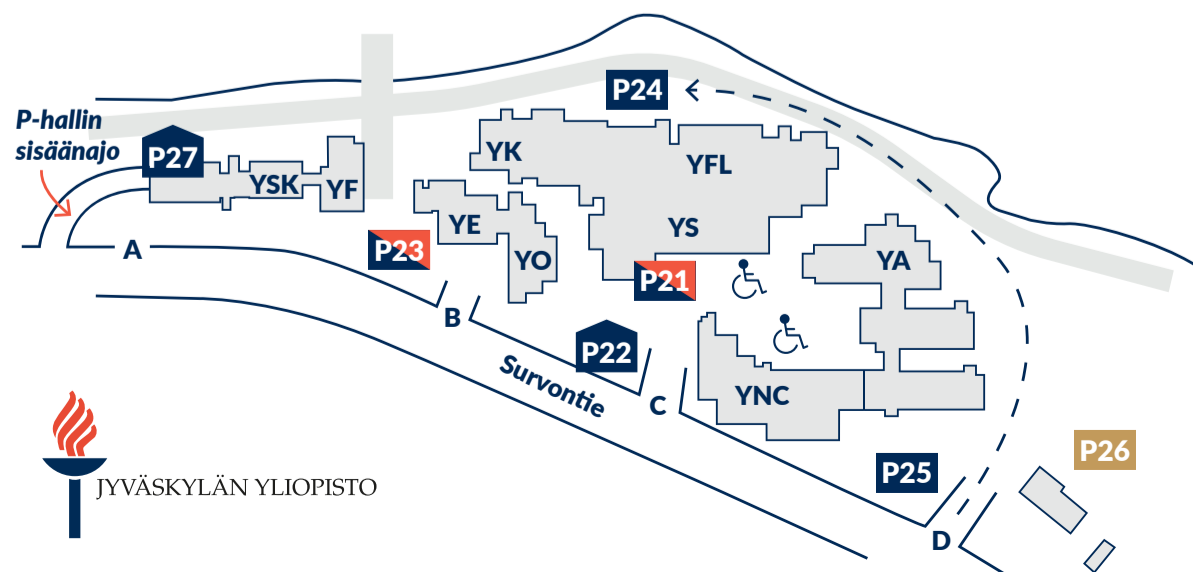 P24
P-hallin
sisäänajo
P27
YK
YFL
YSK
YF
YE
YS
P23
YO
A
P21
YA
B
P22
Survontie
C
YNC
P26
P25
JYVÄSKYLÄN YLIOPISTO
D